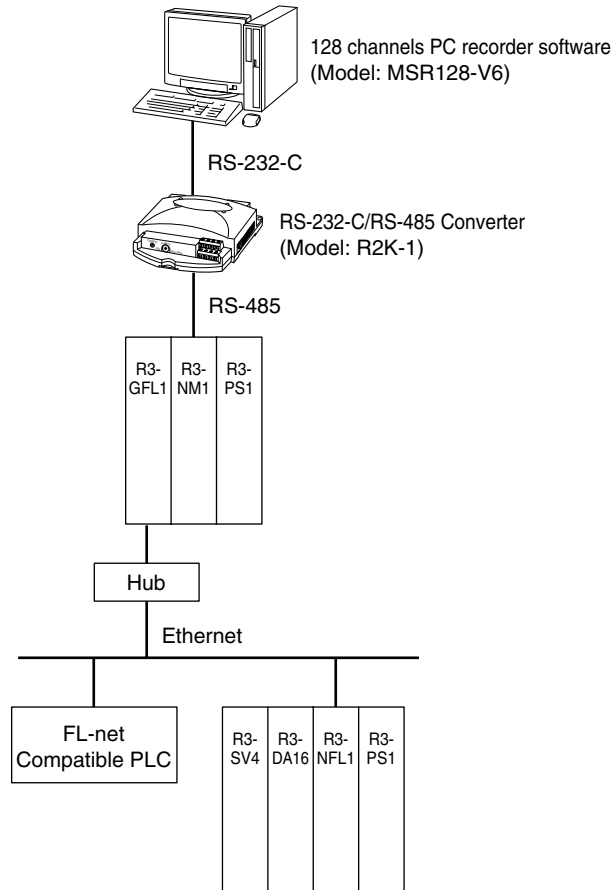 128 channels PC recorder software
(Model: MSR128-V6)
RS-232-C
RS-232-C/RS-485 Converter
(Model: R2K-1)
RS-485
R3-
GFL1
R3-
NM1
R3-
PS1
Hub
Ethernet
FL-net
Compatible PLC
R3-
SV4
R3-
DA16
R3-
NFL1
R3-
PS1